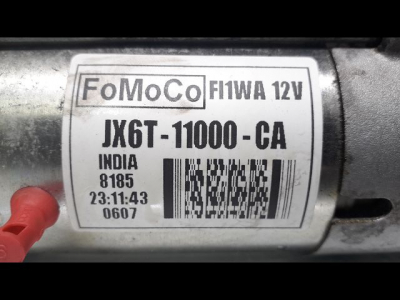 FoMoCo FI1WA 12V
JX6T-11000-CA
INDIA
8185
23:11:43
0607